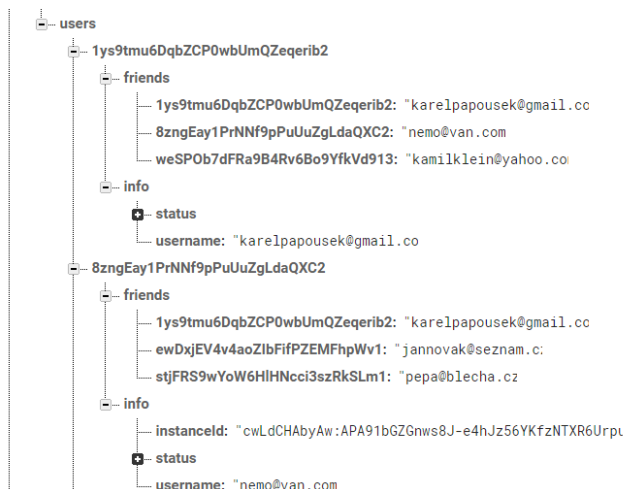 users
1ys9tmu6DqbZCP0wbUmQZeqerib2
friends
1ys9tmu6DqbZCP0wbUmQZeqerib2: "karelpapousek@gmail.co
8zngEay1PrNNf9pPuUuZgLdaQXC2: "nemo@van.com
weSPOb7dFRa9B4Rv6Bo9YfkVd913: "kamilklein@yahoo.co
info
status
username: "karelpapousek@gmail.co
8zngEay1PrNNf9pPuUuZgLdaQXC2
friends
1ys9tmu6DqbZCP0wbUmQZeqerib2: "karelpapousek@gmail.co
ewDxjEV4v4aoZIbFifPZEMFhpWv1: "jannovak@seznam.c
stjFRS9wYoW6HlHNcci3szRkSLm1: "pepa@blecha.cz
info
instanceId: "cwLdCHAbyAw:APA91bGZGnws8J-e4hJz56YKfzNTXR6Urpu
status
username: "nemo@van.com